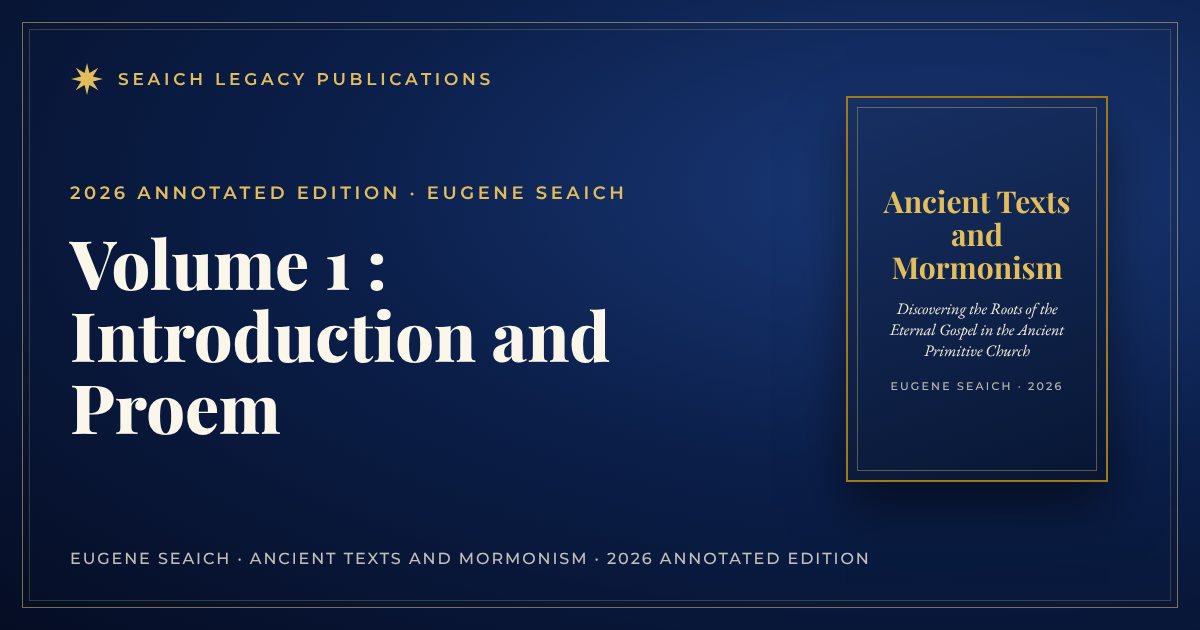 SEAICH LEGACY PUBLICATIONS
2026 ANNOTATED EDITION · EUGENE SEAICH
Volume 1 :
Introduction and
Proem
Ancient Texts
and
Mormonism
Discovering the Roots of the
Eternal Gospel in the Ancient
Primitive Church
EUGENE SEAICH · 2026
EUGENE SEAICH · ANCIENT TEXTS AND MORMONISM · 2026 ANNOTATED EDITION